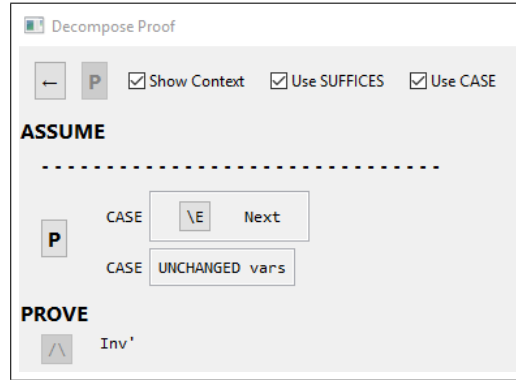 Decompose Proof
← P Show Context Use SUFFICES Use CASE
ASSUME
- - - - - - - - - - - - - - - - - - - - - - - - - - - - - - -
CASE \E Next
P
CASE UNCHANGED vars
PROVE
/\ Inv'